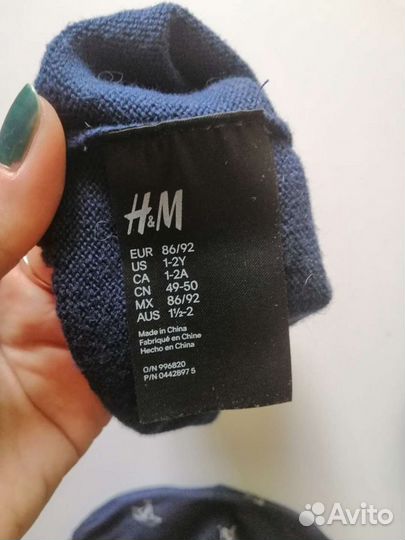 H&M
EUR 86/92
US 1-2Y
CA 1-2A
CN 49-50
MX 86/92
AUS 1½-2
Made in China
Fabriqué en Chine
Hecho en China
O/N 996820
P/N 0442897 5
Avito